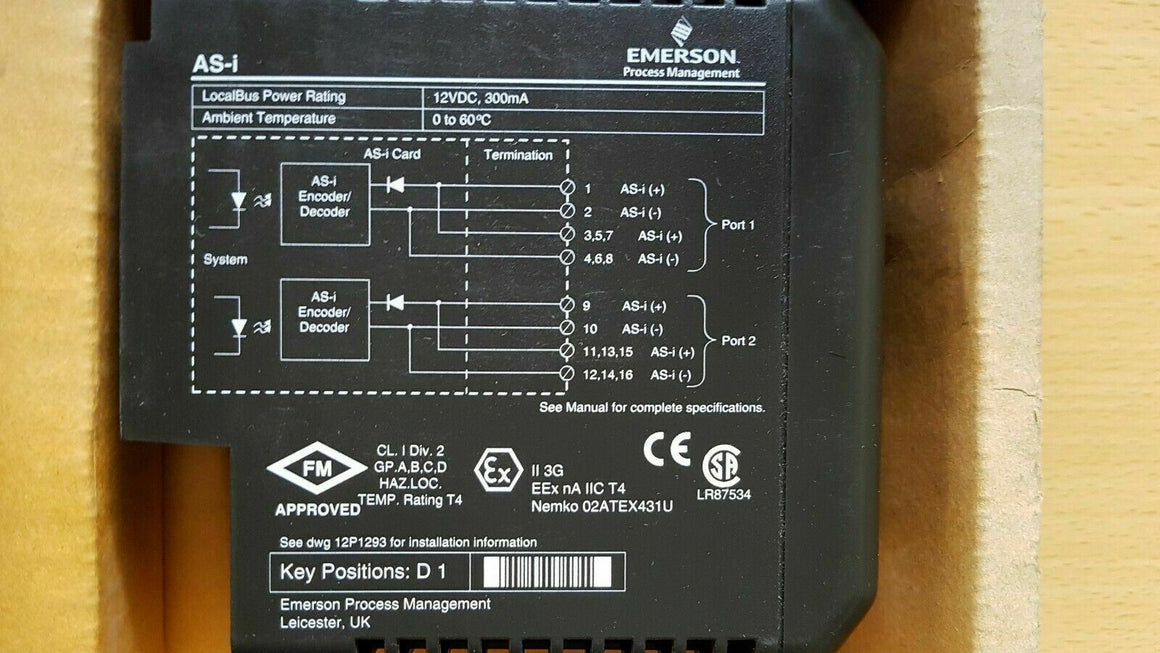 EMERSON
Process Management
AS-i
LocalBus Power Rating 12VDC, 300mA
Ambient Temperature 0 to 60ºC
AS-i Card Termination
AS-i
Encoder/
Decoder
1 AS-i (+)
2 AS-i (-)
3,5,7 AS-i (+)
4,6,8 AS-i (-)
Port 1
System
AS-i
Encoder/
Decoder
9 AS-i (+)
10 AS-i (-)
11,13,15 AS-i (+)
12,14,16 AS-i (-)
Port 2
See Manual for complete specifications.
FM
APPROVED
CL. I Div. 2
GP.A,B,C,D
HAZ.LOC.
TEMP. Rating T4
Ex
II 3G
EEx nA IIC T4
Nemko 02ATEX431U
CE
SA
LR87534
See dwg 12P1293 for installation information
Key Positions: D 1
Emerson Process Management
Leicester, UK